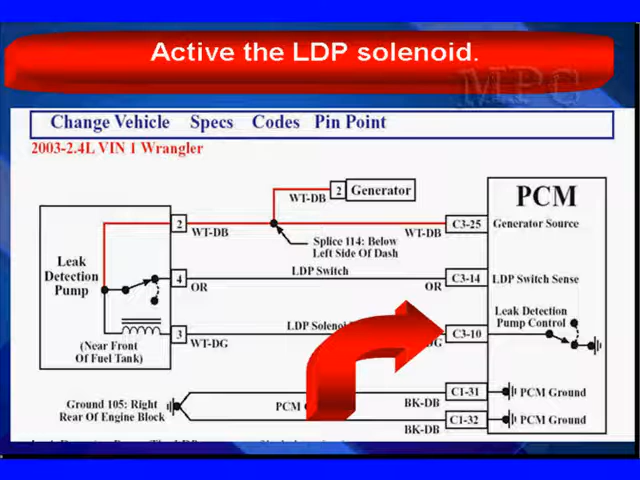 Active the LDP solenoid.
MPC
Change Vehicle Specs Codes Pin Point
2003-2.4L VIN 1 Wrangler
2 Generator
WT-DB
PCM
2 WT-DB WT-DB C3-25 Generator Source
Splice 114: Below
Left Side Of Dash
Leak
Detection
Pump
4 OR LDP Switch OR C3-14 LDP Switch Sense
Leak Detection
Pump Control
3 WT-DG LDP C3-10
(Near Front
Of Fuel Tank)
Ground 105: Right
Rear Of Engine Block
PCM BK-DB C1-31 PCM Ground
BK-DB C1-32 PCM Ground